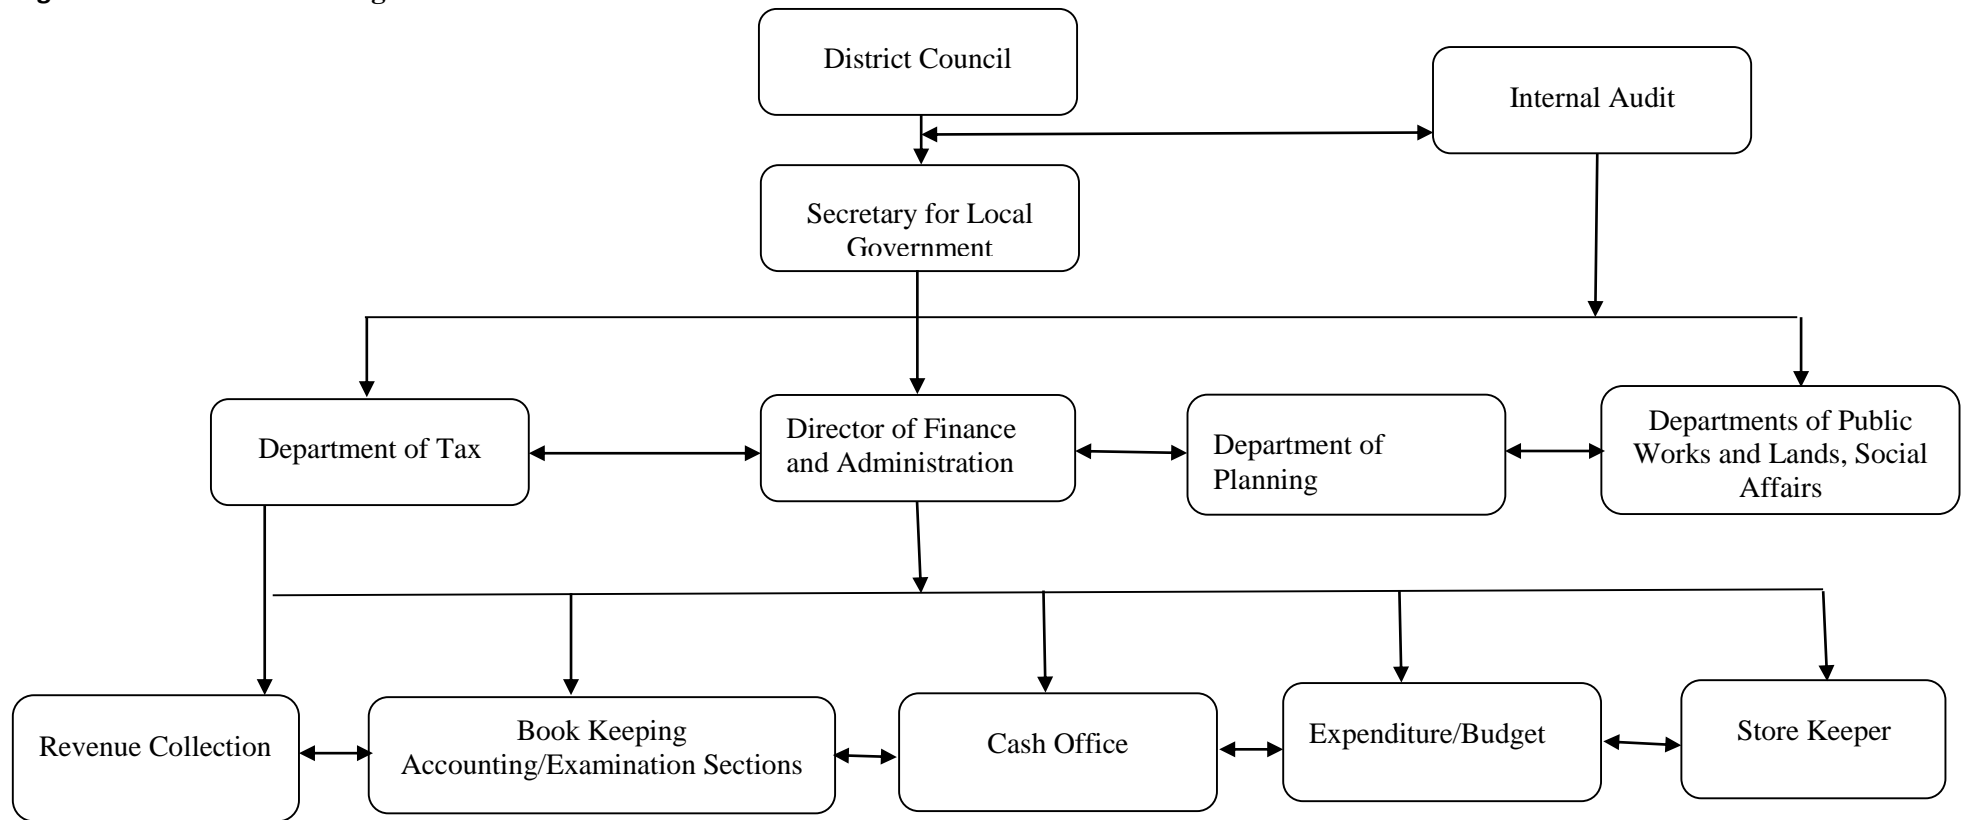 District Council
Internal Audit
Secretary for Local
Government
Department of Tax
Director of Finance
and Administration
Department of
Planning
Departments of Public
Works and Lands, Social
Affairs
Revenue Collection
Book Keeping
Accounting/Examination Sections
Cash Office
Expenditure/Budget
Store Keeper